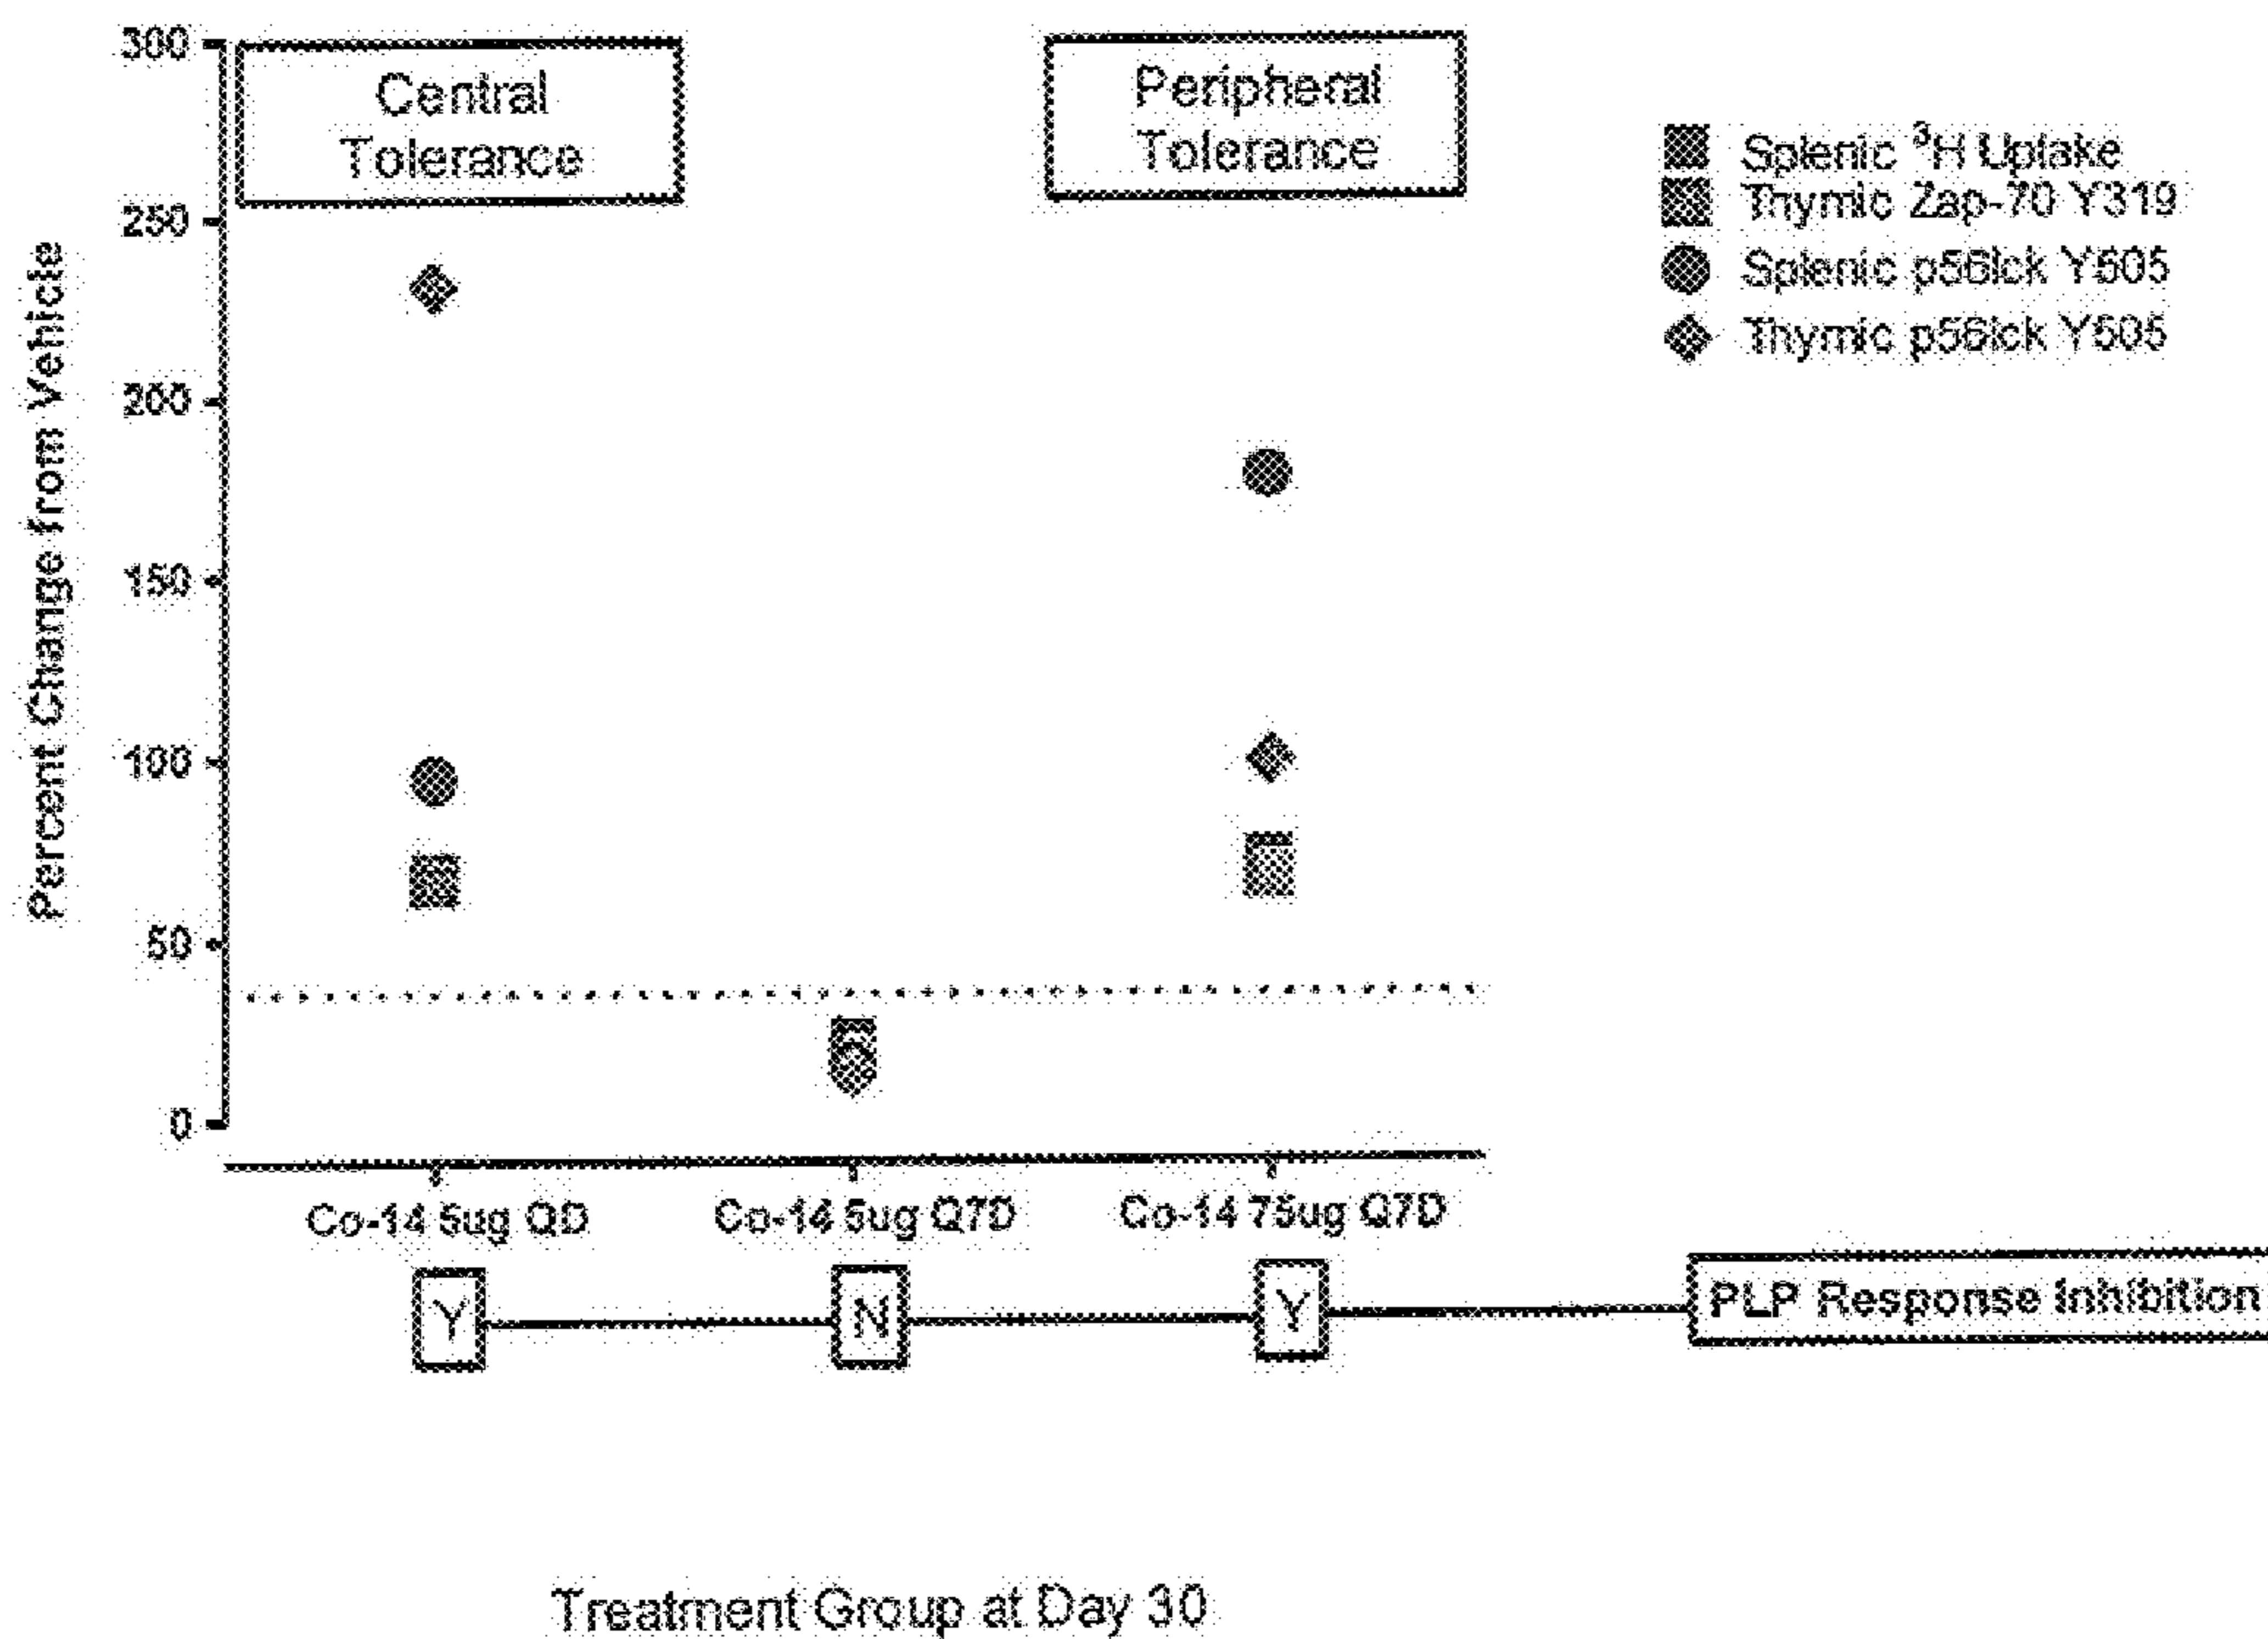 300
250
200
150
100
50
0
Percent Change from Vehicle
Central
Tolerance
Peripheral
Tolerance
Splenic ³H Uptake
Thymic Zap-70 Y319
Splenic p56lck Y505
Thymic p56lck Y505
Co-14 5ug QD
Co-14 5ug Q7D
Co-14 75ug Q7D
Y
N
Y
PLP Response Inhibition
Treatment Group at Day 30